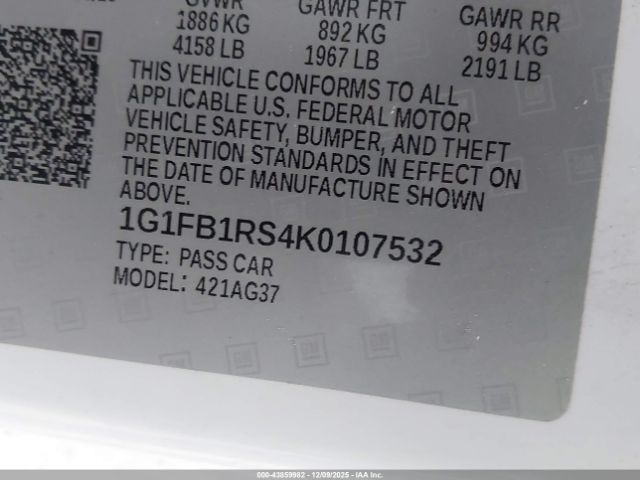 GVWR GAWR FRT GAWR RR
1886 KG 892 KG 994 KG
4158 LB 1967 LB 2191 LB
THIS VEHICLE CONFORMS TO ALL
APPLICABLE U.S. FEDERAL MOTOR
VEHICLE SAFETY, BUMPER, AND THEFT
PREVENTION STANDARDS IN EFFECT ON
THE DATE OF MANUFACTURE SHOWN
ABOVE.
1G1FB1RS4K0107532
TYPE: PASS CAR
MODEL: 421AG37
GM
000-43859982 - 12/09/2025 - IAA Inc.